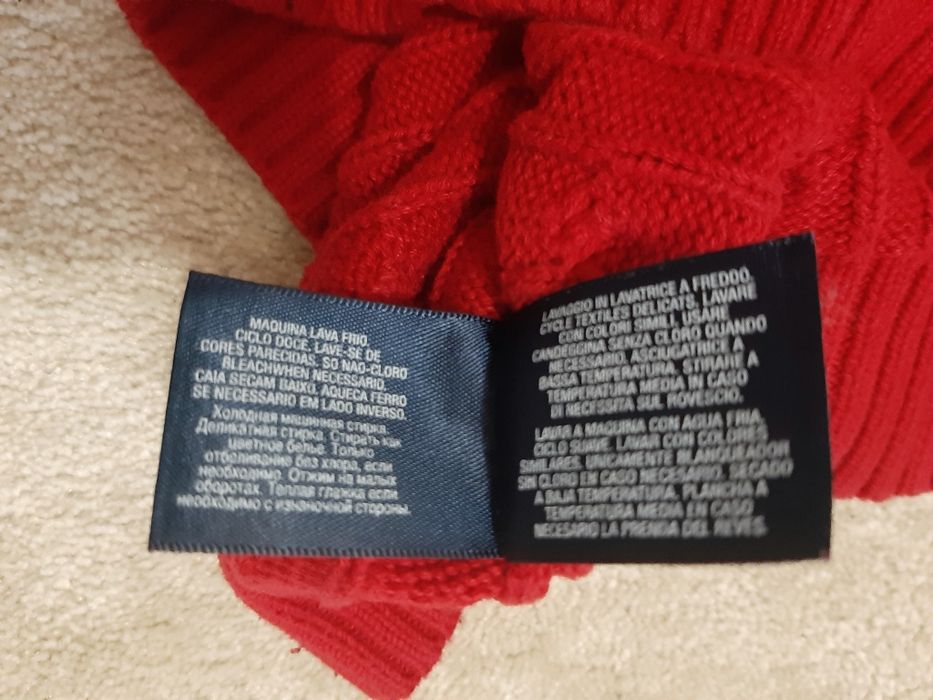 MAQUINA LAVA FRIO.
CICLO DOCE. LAVE-SE DE
CORES PARECIDAS, SO NAO-CLORO
BLEACHWHEN NECESSARIO.
CAIA SECAM BAIXO, AQUECA FERRO
SE NECESSARIO EM LADO INVERSO.
Холодная машинная стирка.
Деликатная стирка. Стирать как
цветное белье. Только
отбеливание без хлора, если
необходимо. Отжим на малых
оборотах. Теплая глажка если
необходимо с изнаночной стороны.
LAVAGGIO IN LAVATRICE A FREDDO.
CYCLE TEXTILES DELICATS, LAVARE
CON COLORI SIMILI, USARE
CANDEGGINA SENZA CLORO QUANDO
NECESSARIO, ASCIUGATRICE A
BASSA TEMPERATURA, STIRARE A
TEMPERATURA MEDIA IN CASO
DI NECESSITA SUL ROVESCIO.
LAVAR A MAQUINA CON AGUA FRIA,
CICLO SUAVE, LAVAR CON COLORES
SIMILARES, UNICAMENTE BLANQUEADOR
SIN CLORO EN CASO NECESARIO, SECADO
A BAJA TEMPERATURA, PLANCHA A
TEMPERATURA MEDIA EN CASO
NECESARIO LA PRENDA DEL REVES